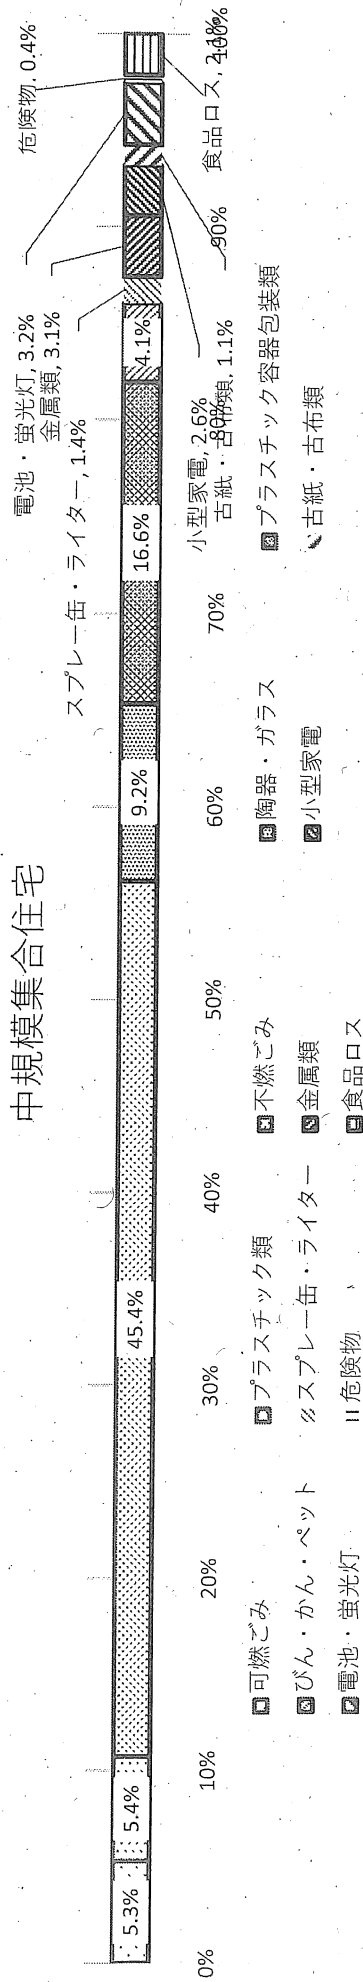 中規模集合住宅
電池・蛍光灯, 3.2%
金属類, 3.1%
スプレー缶・ライター, 1.4%
危険物, 0.4%
5.3%
5.4%
45.4%
9.2%
16.6%
4.1%
小型家電, 2.6%
古紙・古布類, 1.1%
食品ロス, 2.1%
0%
10%
20%
30%
40%
50%
60%
70%
80%
90%
100%
可燃ごみ
プラスチック類
不燃ごみ
陶器・ガラス
プラスチック容器包装類
びん・かん・ペット
スプレー缶・ライター
金属類
小型家電
古紙・古布類
電池・蛍光灯
危険物
食品ロス